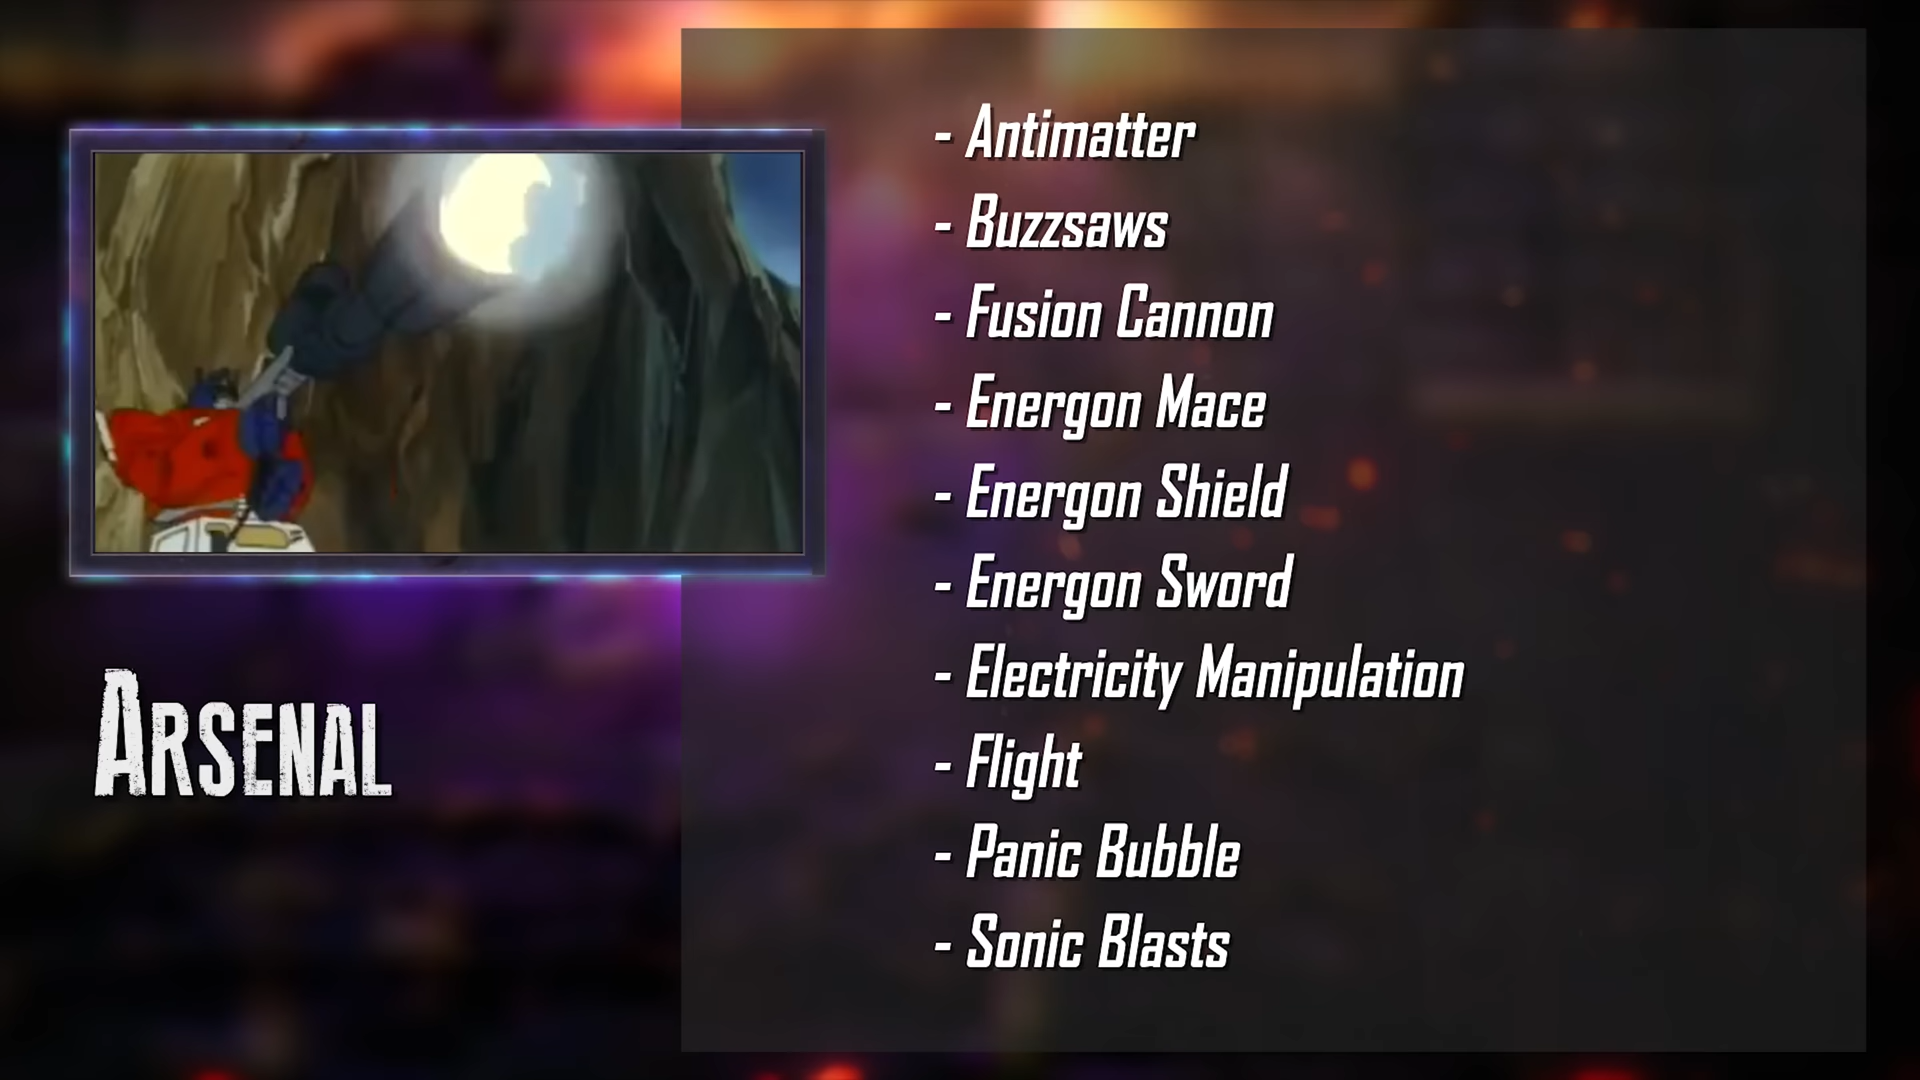 Arsenal
- Antimatter
- Buzzsaws
- Fusion Cannon
- Energon Mace
- Energon Shield
- Energon Sword
- Electricity Manipulation
- Flight
- Panic Bubble
- Sonic Blasts